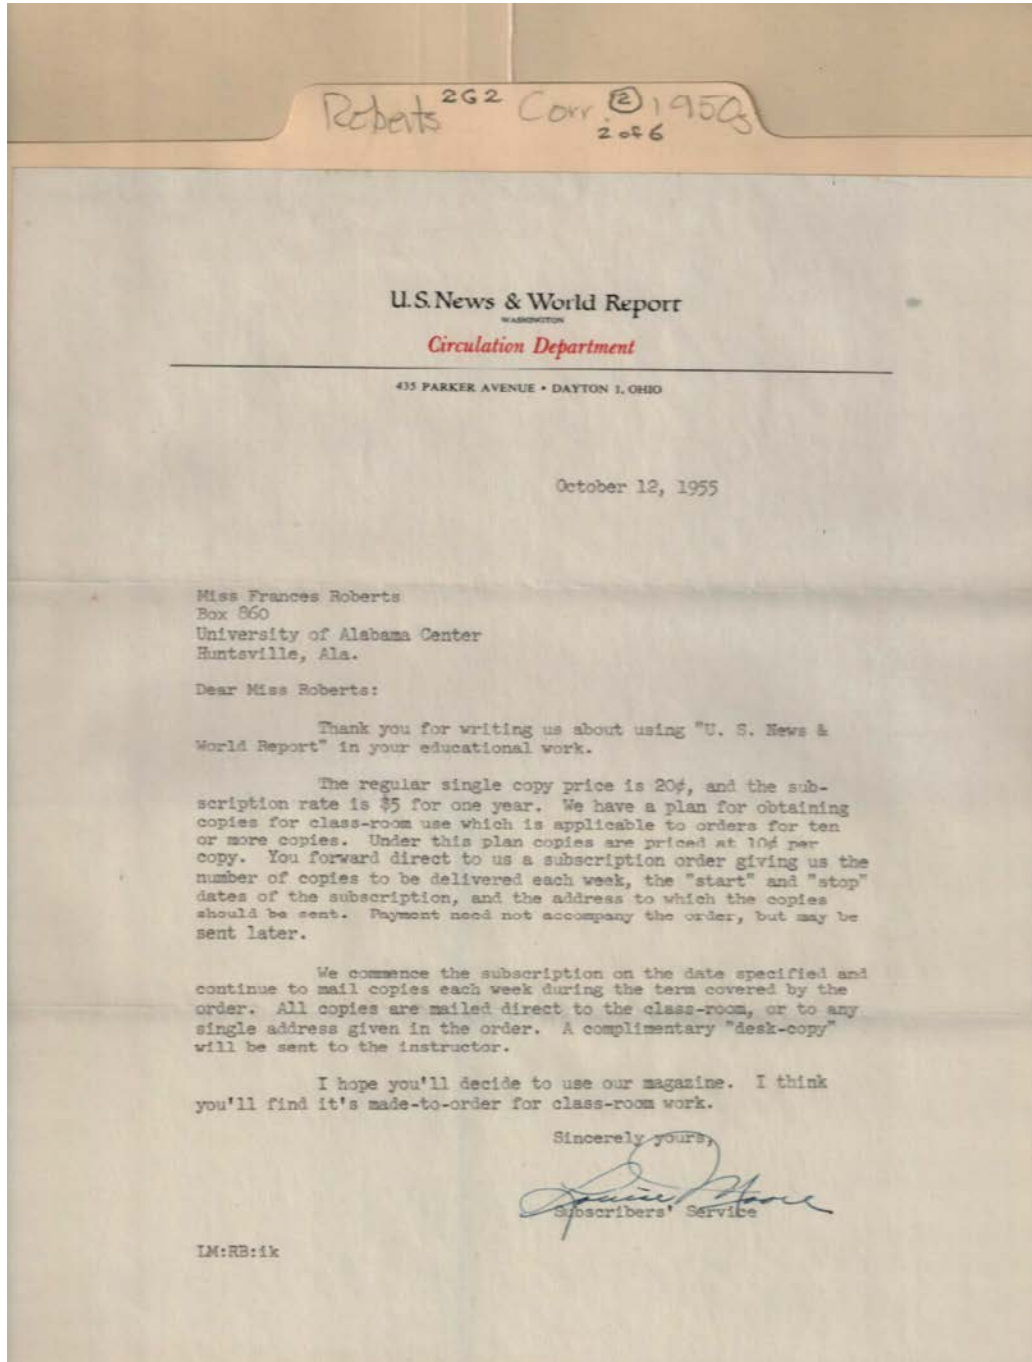 Roberts 2G2 Corr. 2 1950s
2 of 6
U.S. News & World Report
WASHINGTON
Circulation Department
435 PARKER AVENUE • DAYTON 1, OHIO
October 12, 1955
Miss Frances Roberts
Box 860
University of Alabama Center
Huntsville, Ala.
Dear Miss Roberts:
Thank you for writing us about using "U. S. News &
World Report" in your educational work.
The regular single copy price is 20¢, and the sub-
scription rate is $5 for one year. We have a plan for obtaining
copies for class-room use which is applicable to orders for ten
or more copies. Under this plan copies are priced at 10¢ per
copy. You forward direct to us a subscription order giving us the
number of copies to be delivered each week, the "start" and "stop"
dates of the subscription, and the address to which the copies
should be sent. Payment need not accompany the order, but may be
sent later.
We commence the subscription on the date specified and
continue to mail copies each week during the term covered by the
order. All copies are mailed direct to the class-room, or to any
single address given in the order. A complimentary "desk-copy"
will be sent to the instructor.
I hope you'll decide to use our magazine. I think
you'll find it's made-to-order for class-room work.
Sincerely yours,
Louise Moore
Subscribers' Service
LM:RB:ik